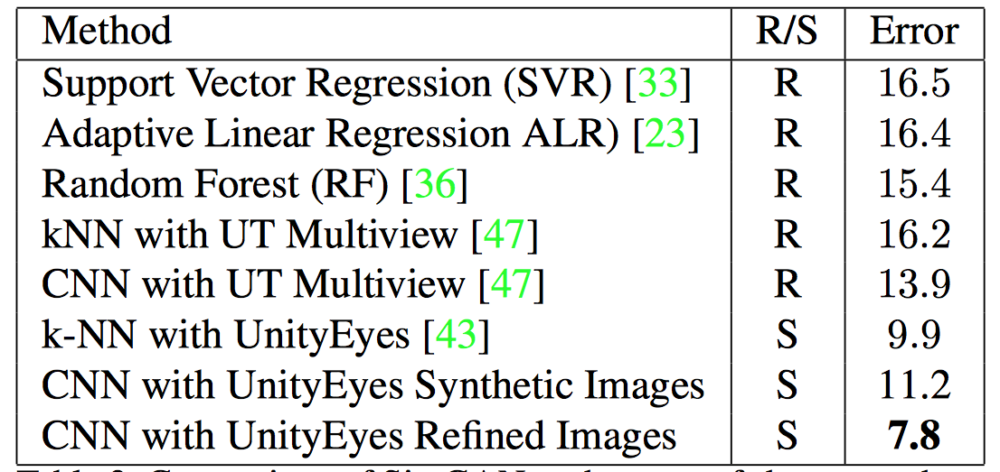 Method R/S Error
Support Vector Regression (SVR) [33] R 16.5
Adaptive Linear Regression ALR) [23] R 16.4
Random Forest (RF) [36] R 15.4
kNN with UT Multiview [47] R 16.2
CNN with UT Multiview [47] R 13.9
k-NN with UnityEyes [43] S 9.9
CNN with UnityEyes Synthetic Images S 11.2
CNN with UnityEyes Refined Images S 7.8